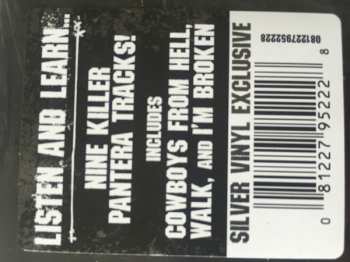 LISTEN AND LEARN...
NINE KILLER
PANTERA TRACKS!
INCLUDES
COWBOYS FROM HELL,
WALK, AND I'M BROKEN
SILVER VINYL EXCLUSIVE
081227952228
0 81227 95222 8